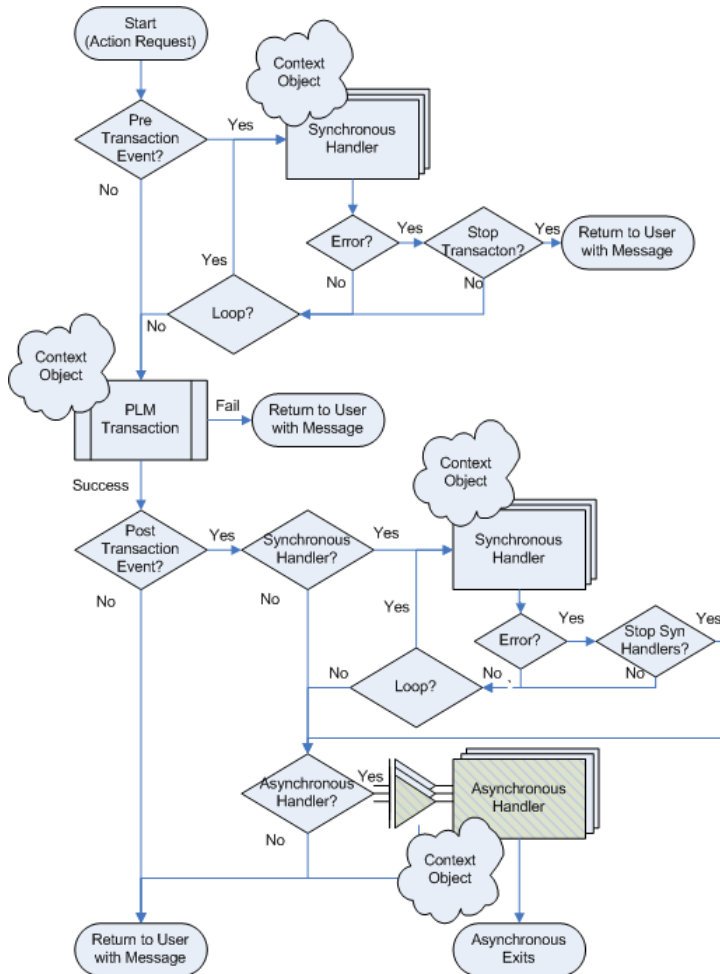 Start
(Action Request)
Context
Object
Pre
Transaction
Event?
Yes
Synchronous
Handler
No
Error?
Yes
Stop
Transacton?
Yes
Return to User
with Message
Yes
No
No
Loop?
No
Context
Object
PLM
Transaction
Fail
Return to User
with Message
Success
Context
Object
Post
Transaction
Event?
Yes
Synchronous
Handler?
Yes
Synchronous
Handler
No
No
Yes
Error?
Yes
Stop Syn
Handlers?
Yes
No
Loop?
No
No
Asynchronous
Handler?
Yes
Asynchronous
Handler
No
Context
Object
Return to User
with Message
Asynchronous
Exits